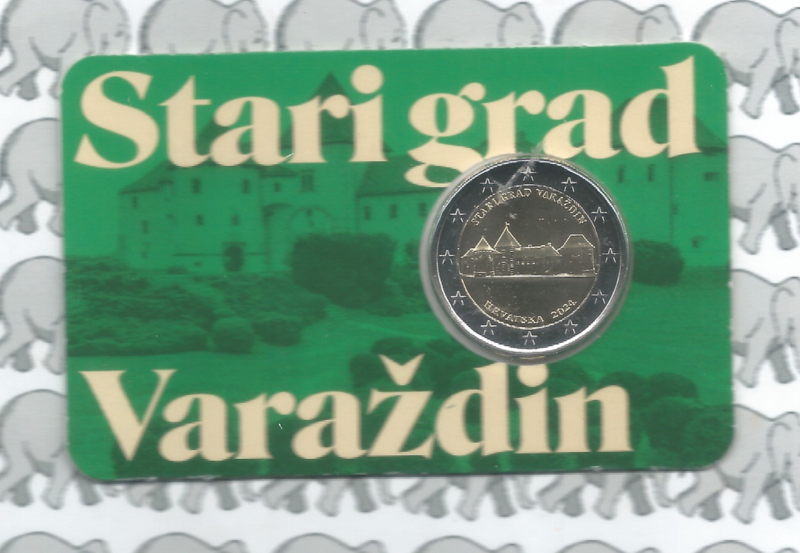 Stari grad
STARI GRAD VARAŽDIN
HRVATSKA 2024.
Varaždin